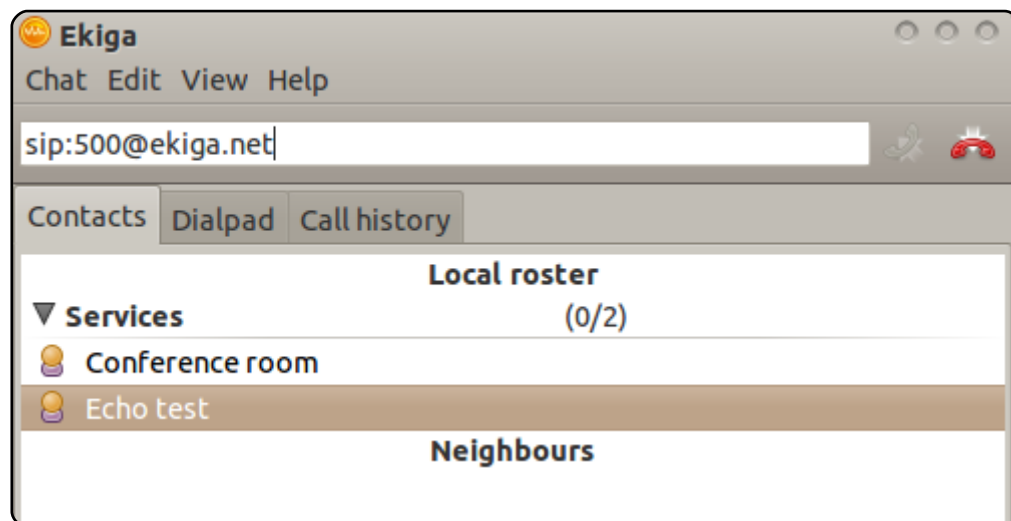 Ekiga
Chat Edit View Help
sip:500@ekiga.net
Contacts Dialpad Call history
Local roster
Services (0/2)
Conference room
Echo test
Neighbours